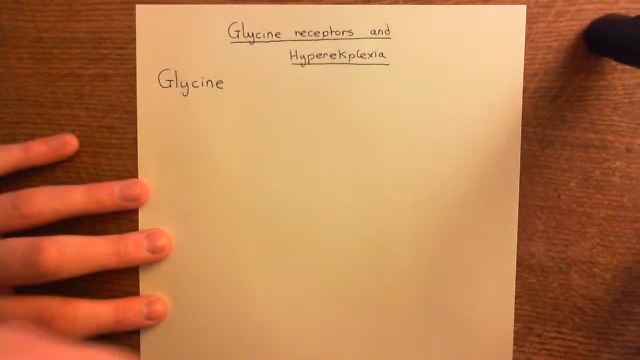 Glycine receptors and
Hyperekplexia
Glycine